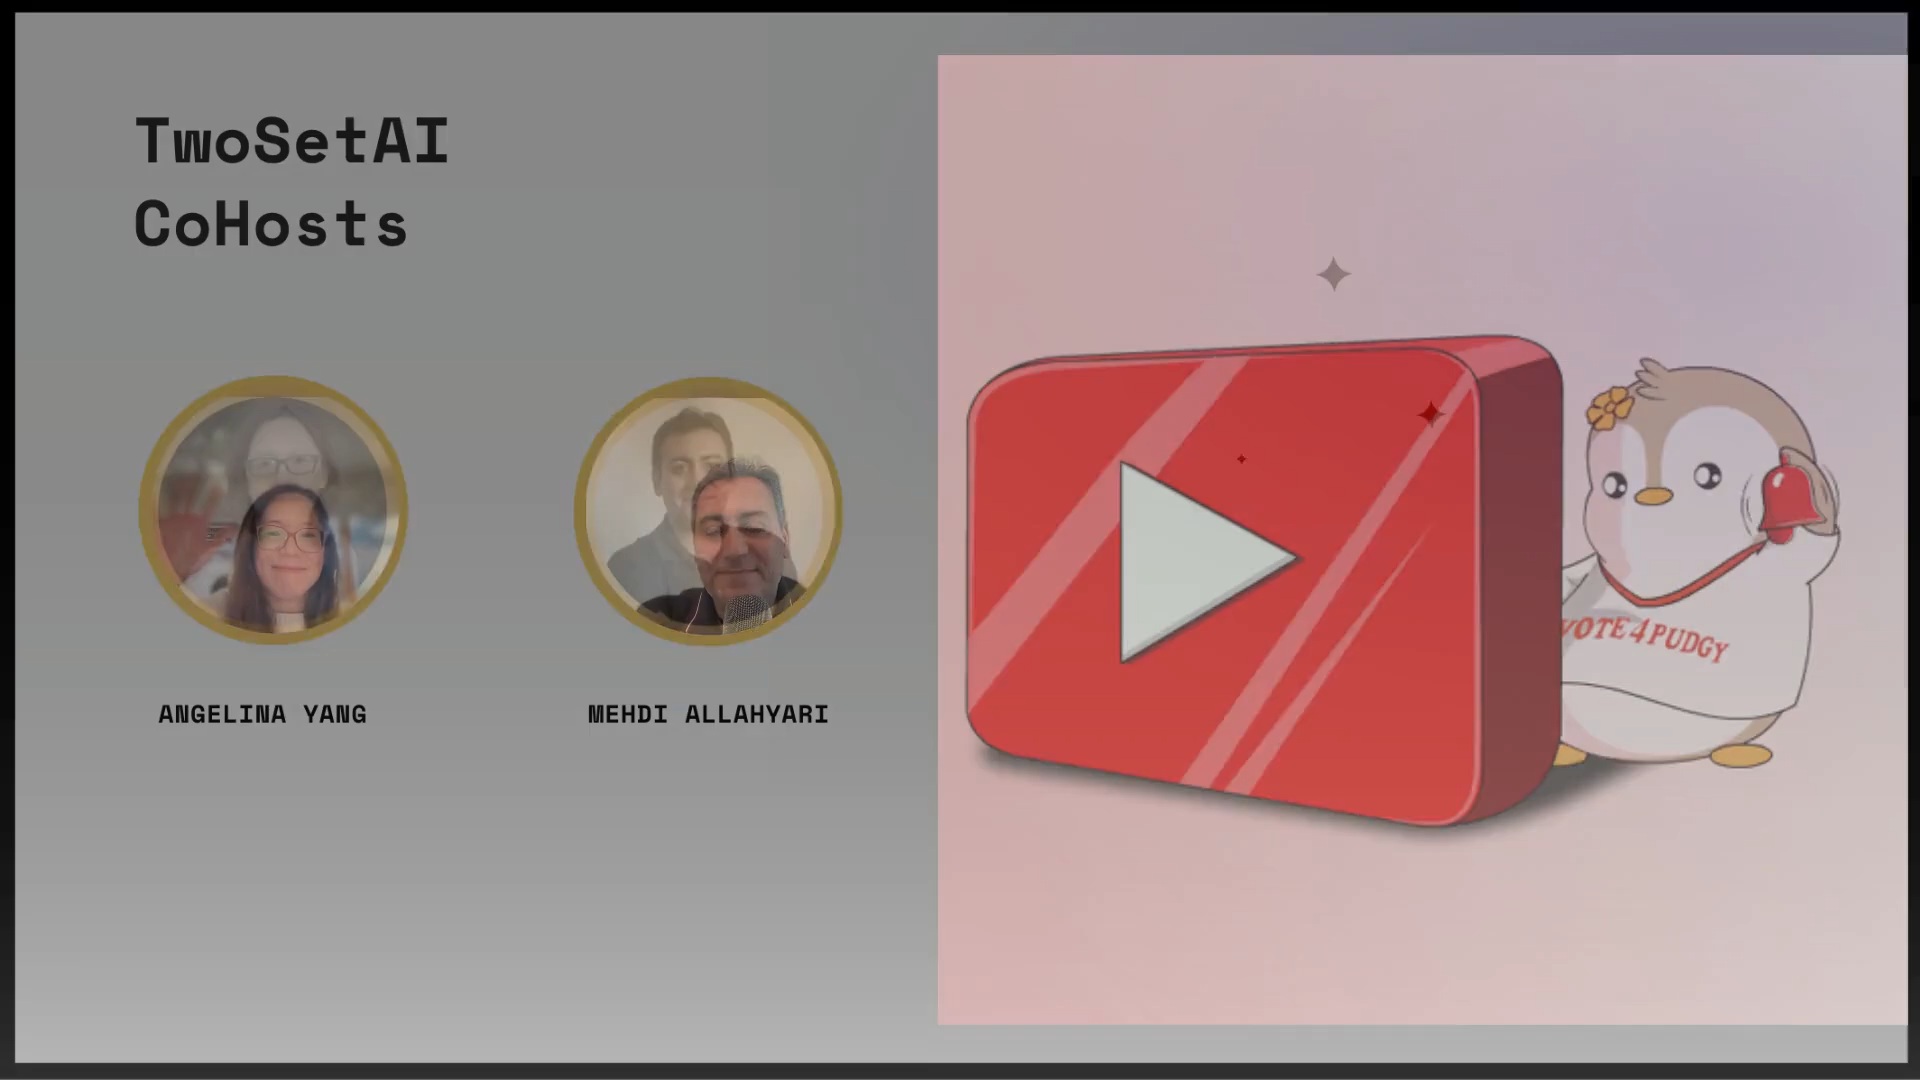 TwoSetAI
CoHosts
ANGELINA YANG
MEHDI ALLAHYARI
VOTE4PUDGY